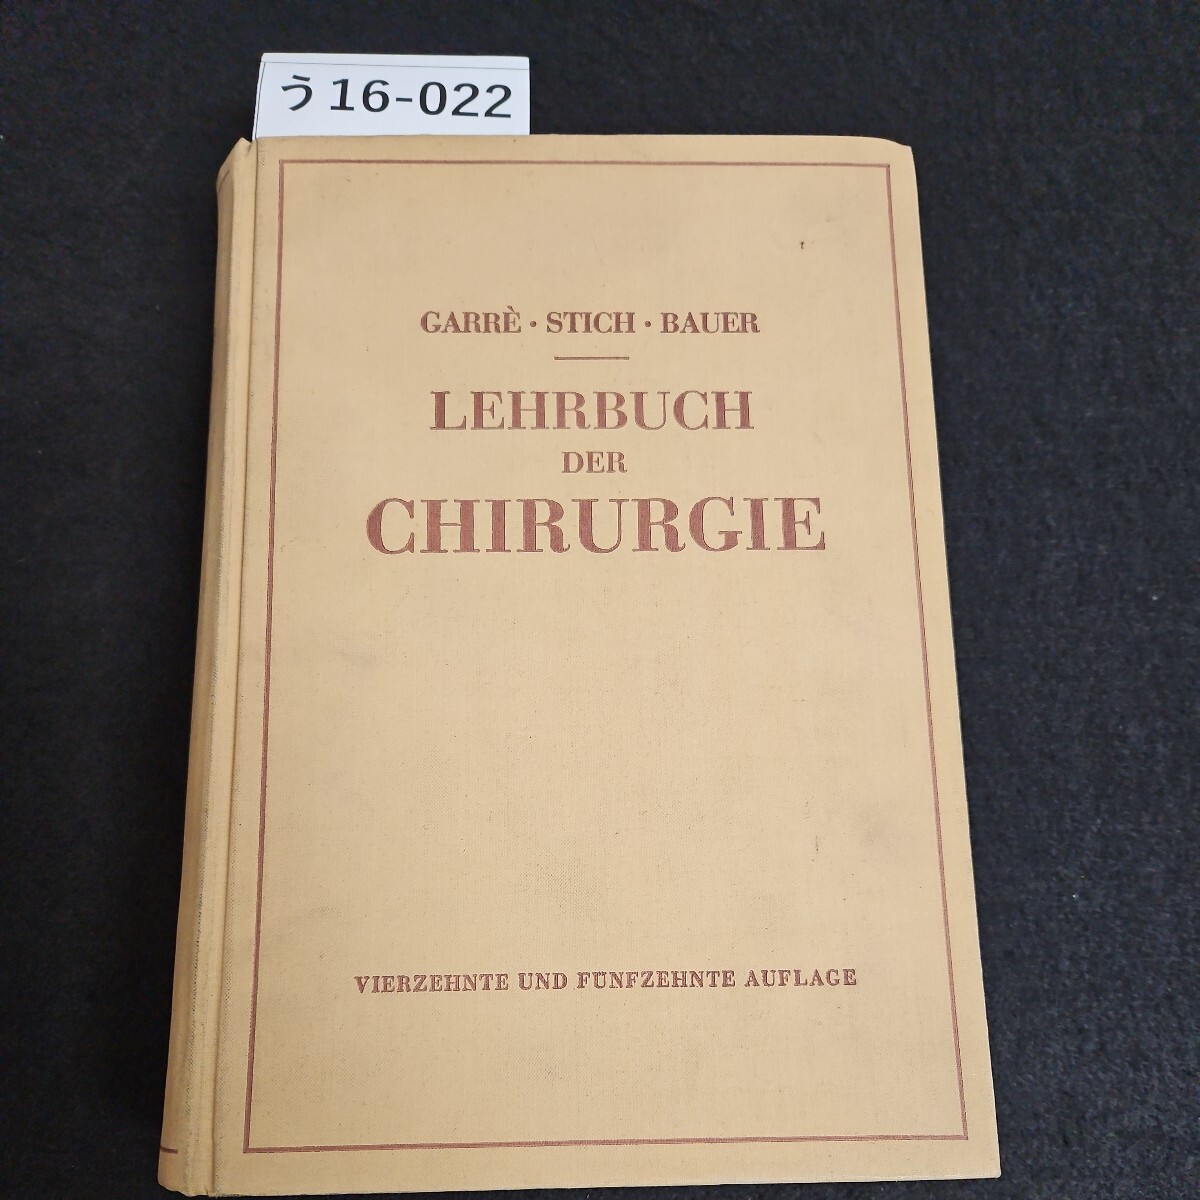 う16-022
GARRÈ · STICH · BAUER
LEHRBUCH
DER
CHIRURGIE
VIERZEHNTE UND FÜNFZEHNTE AUFLAGE